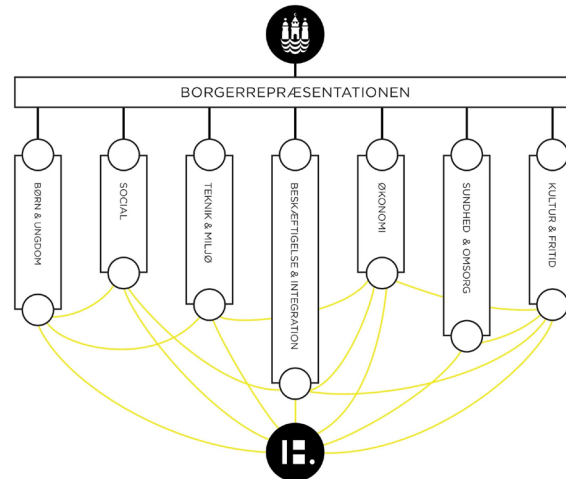 BORGERREPRÆSENTATIONEN
BØRN & UNGDOM
SOCIAL
TEKNIK & MILJØ
BESKÆFTIGELSE & INTEGRATION
ØKONOMI
SUNDHED & OMSORG
KULTUR & FRITID